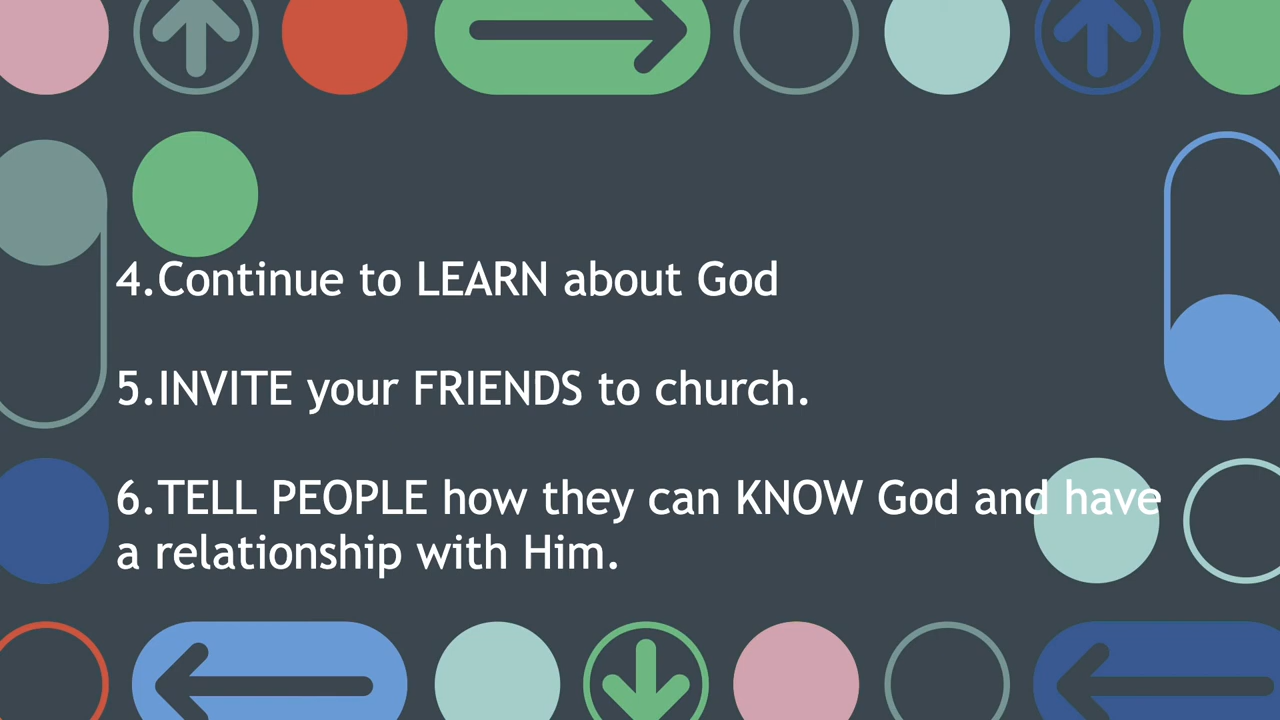 4.Continue to LEARN about God
5.INVITE your FRIENDS to church.
6.TELL PEOPLE how they can KNOW God and have
a relationship with Him.